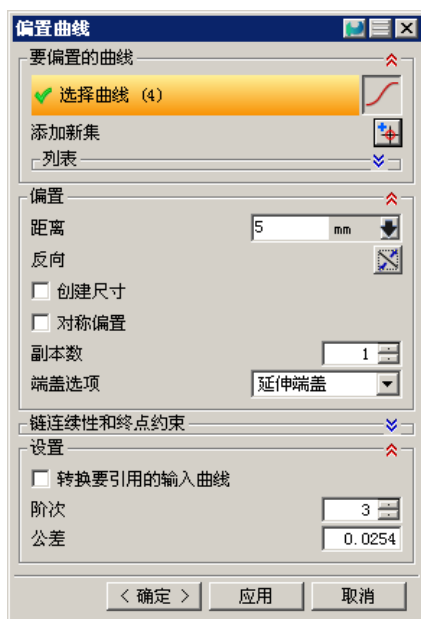 偏置曲线
要偏置的曲线
选择曲线 (4)
添加新集
列表
偏置
距离 5 mm
反向
创建尺寸
对称偏置
副本数 1
端盖选项 延伸端盖
链连续性和终点约束
设置
转换要引用的输入曲线
阶次 3
公差 0.0254
< 确定 > 应用 取消